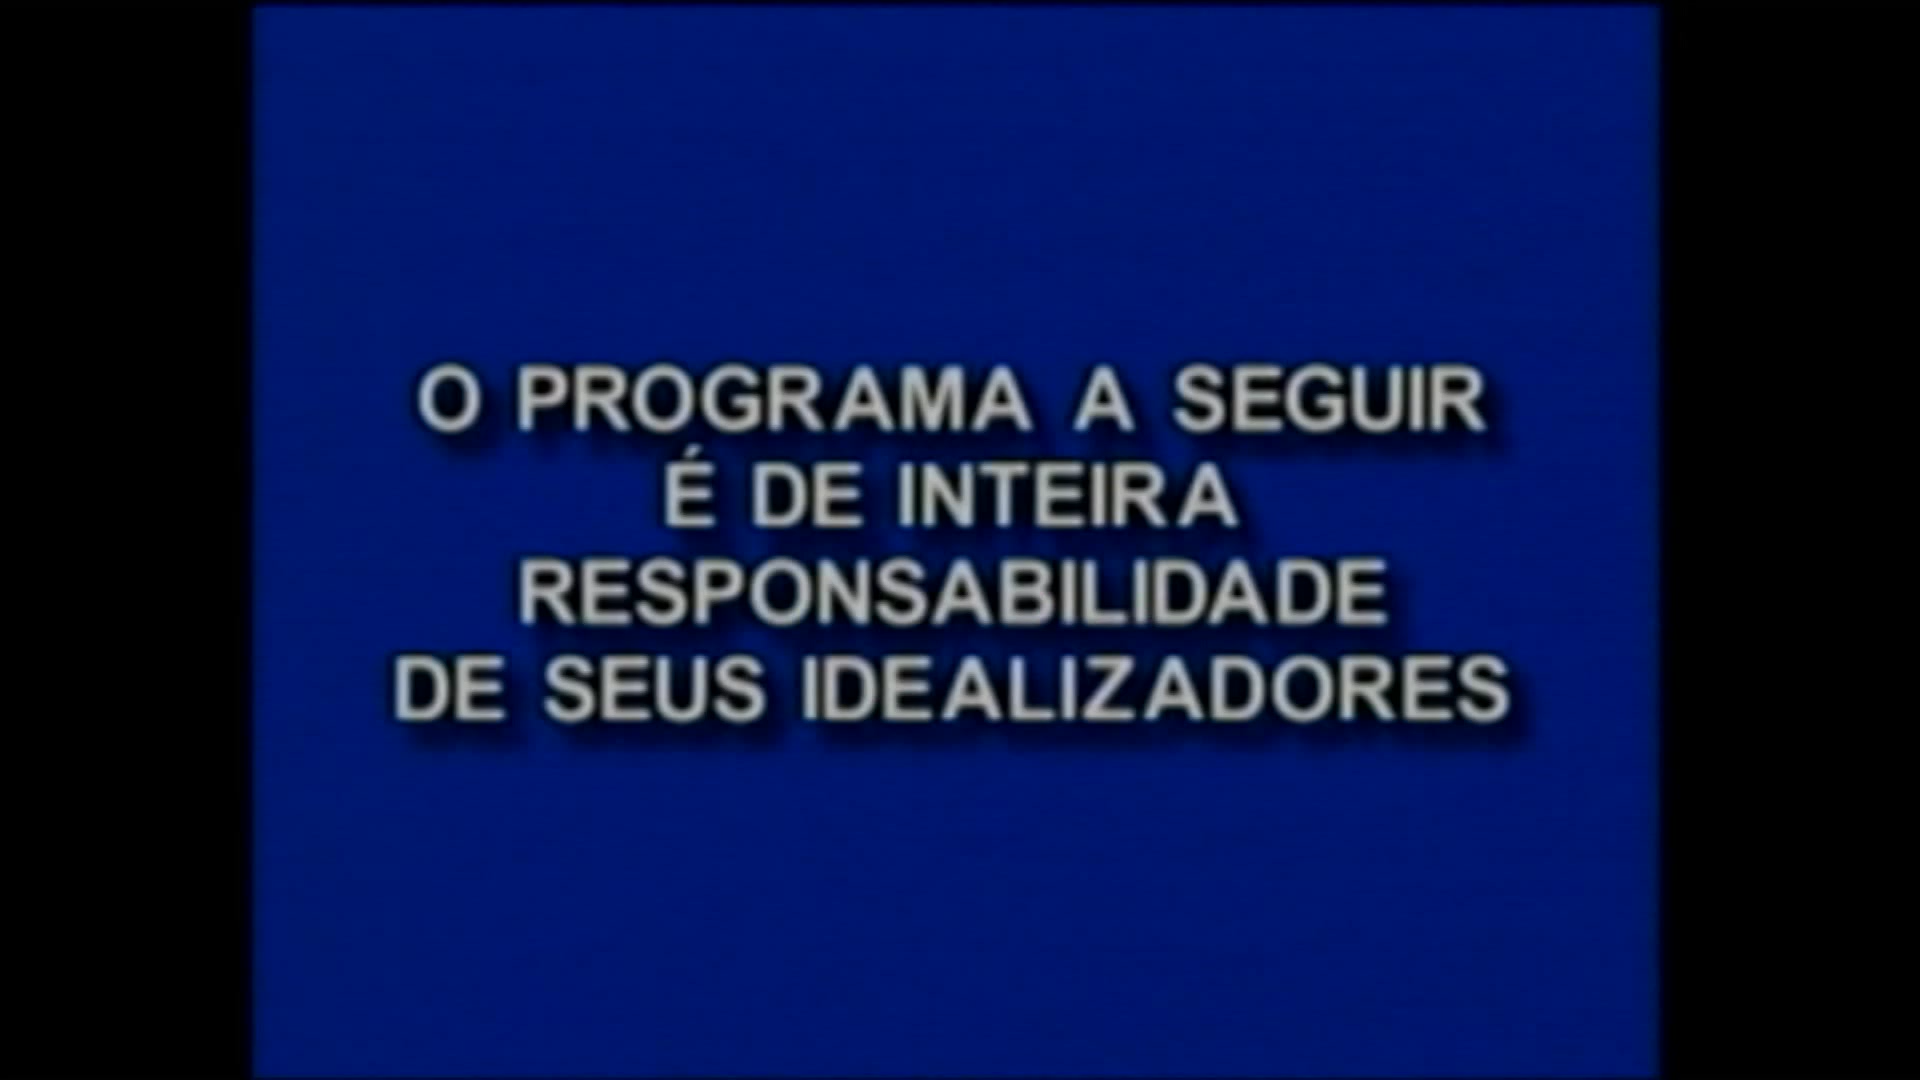 O PROGRAMA A SEGUIR
É DE INTEIRA
RESPONSABILIDADE
DE SEUS IDEALIZADORES